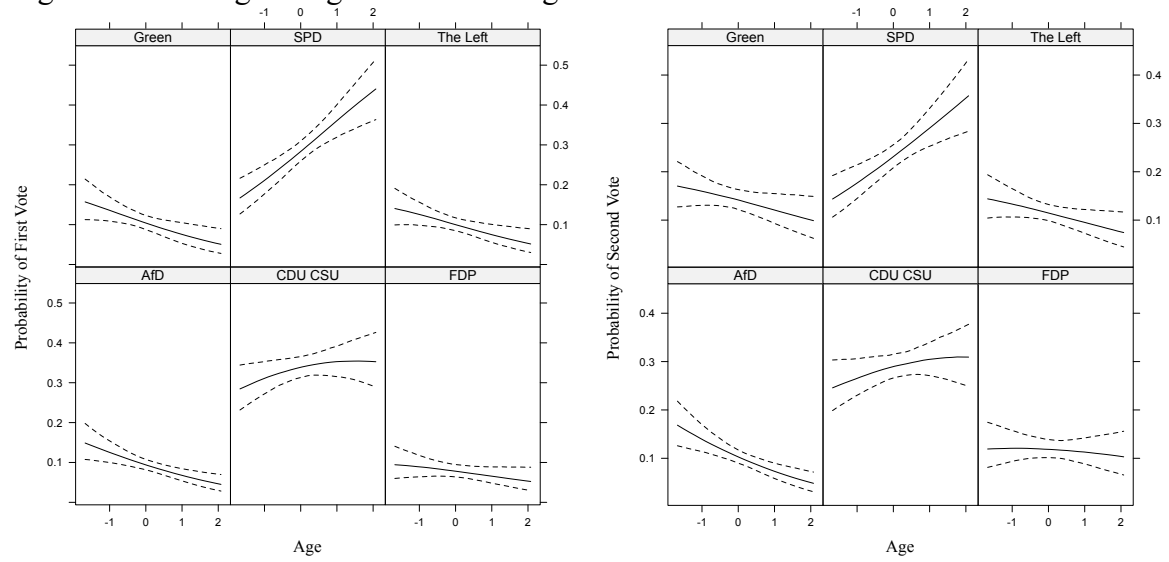 -1 0 1 2
Green SPD The Left
0.5
0.4
0.3
0.2
0.1
AfD CDU CSU FDP
0.5
0.4
0.3
0.2
0.1
-1 0 1 2 -1 0 1 2
Age
Probability of First Vote
-1 0 1 2
Green SPD The Left
0.4
0.3
0.2
0.1
AfD CDU CSU FDP
0.4
0.3
0.2
0.1
-1 0 1 2 -1 0 1 2
Age
Probability of Second Vote